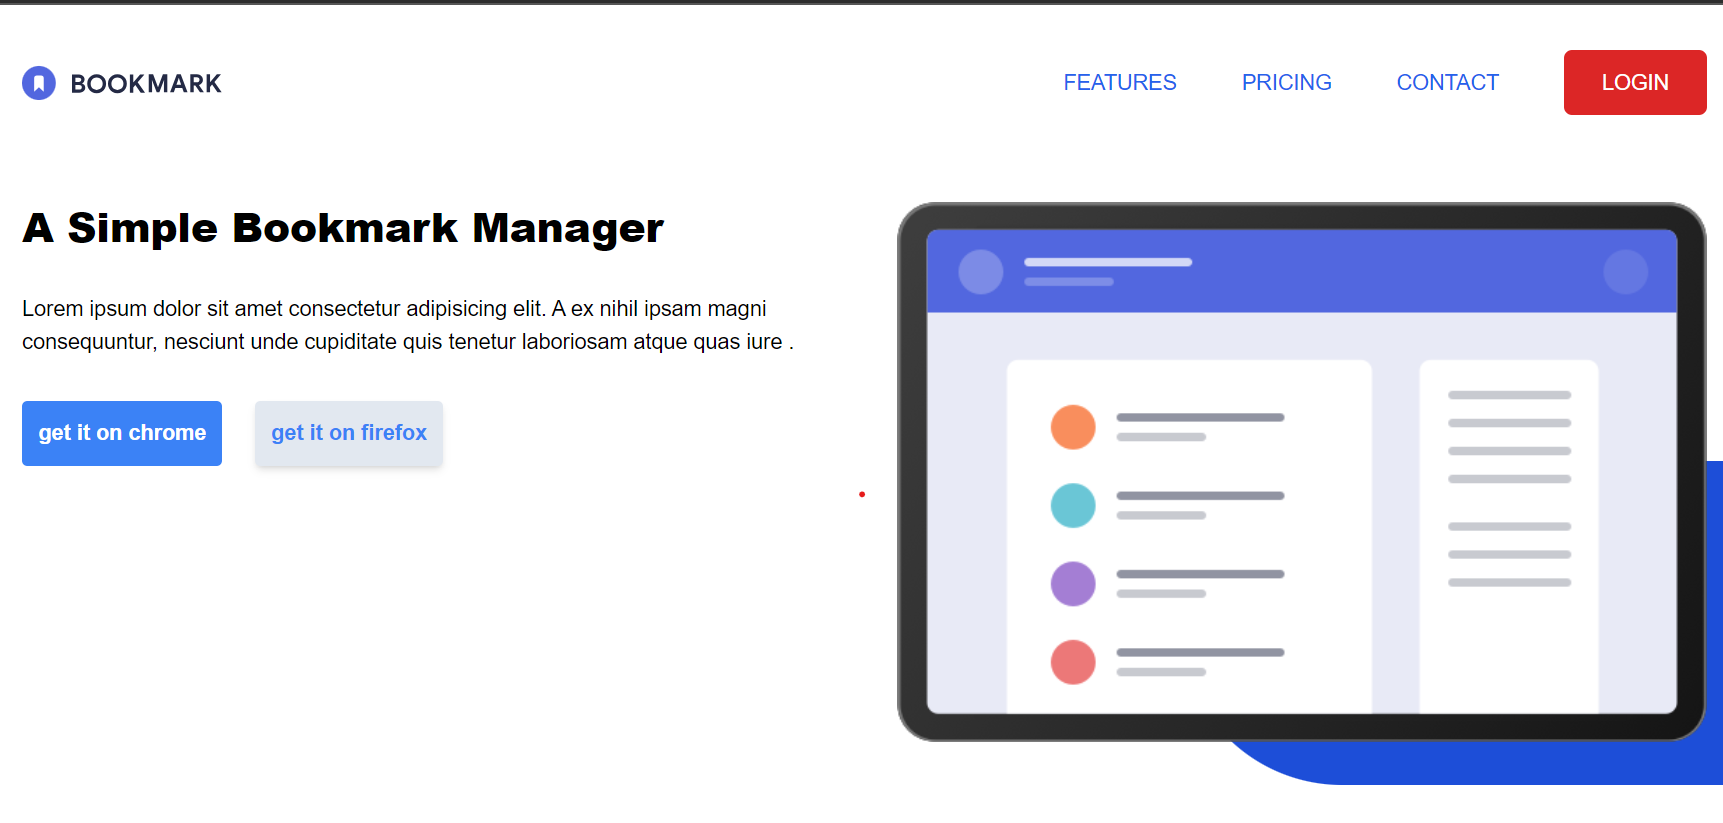 BOOKMARK
FEATURES
PRICING
CONTACT
LOGIN
A Simple Bookmark Manager
Lorem ipsum dolor sit amet consectetur adipisicing elit. A ex nihil ipsam magni
consequuntur, nesciunt unde cupiditate quis tenetur laboriosam atque quas iure .
get it on chrome
get it on firefox